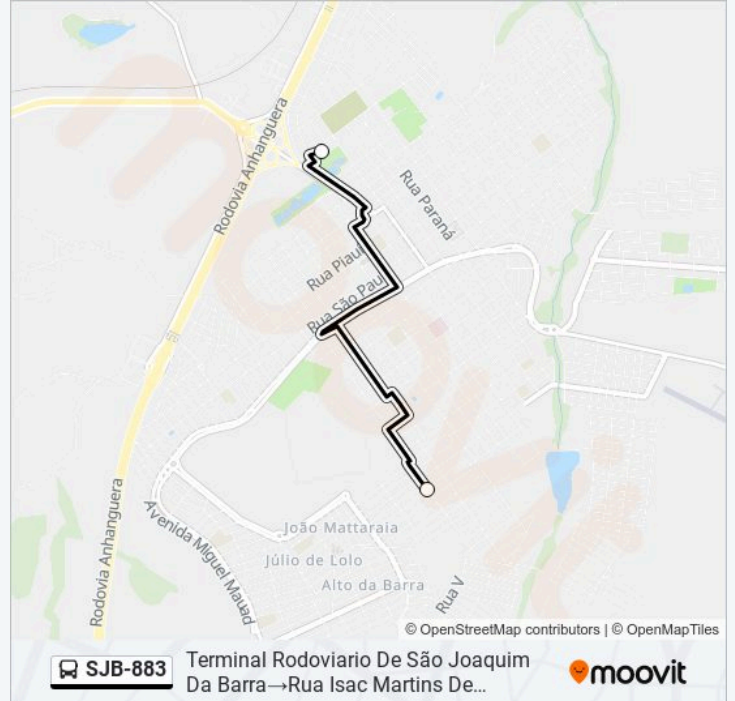 Rodovia Anhanguera
Rua Paraná
Rua Piauí
Rua São Paul
Rodovia Anhanguera
Avenida Miguel Mauad
João Mattaraia
Júlio de Lolo
Alto da Barra
Rua V
© OpenStreetMap contributors | © OpenMapTiles
SJB-883
Terminal Rodoviario De São Joaquim
Da Barra→Rua Isac Martins De...
moovit
moovit